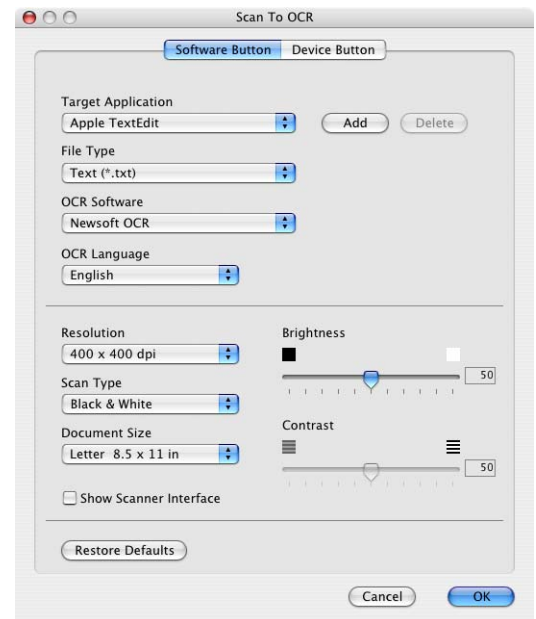 Scan To OCR
Software Button Device Button
Target Application
Apple TextEdit Add Delete
File Type
Text (*.txt)
OCR Software
Newsoft OCR
OCR Language
English
Resolution
400 x 400 dpi
Scan Type
Black & White
Document Size
Letter 8.5 x 11 in
Show Scanner Interface
Brightness
50
Contrast
50
Restore Defaults
Cancel OK